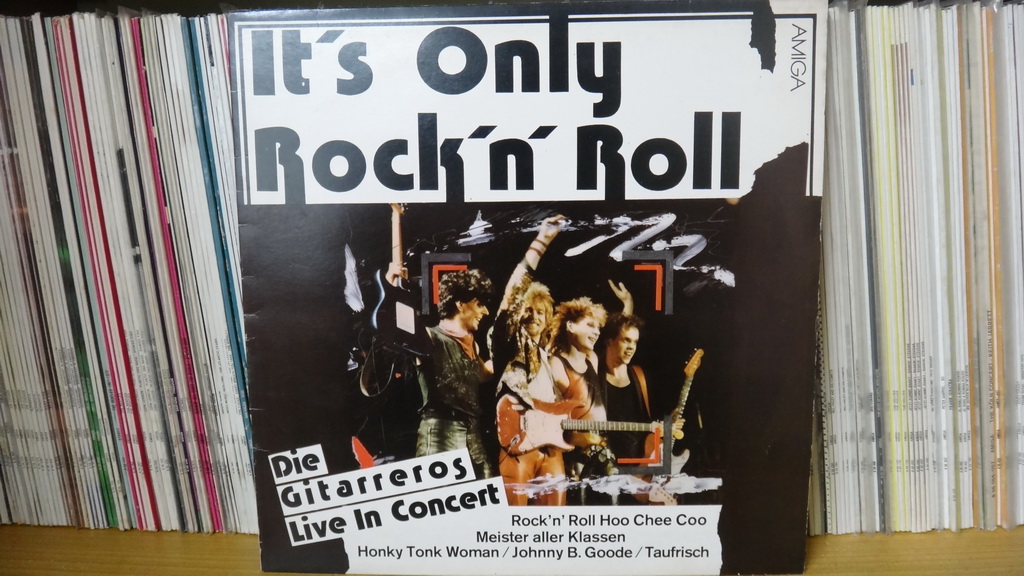 It´s Only
Rock´n´ Roll
AMIGA
Die
Gitarreros
Live In Concert
Rock'n' Roll Hoo Chee Coo
Meister aller Klassen
Honky Tonk Woman / Johnny B. Goode / Taufrisch